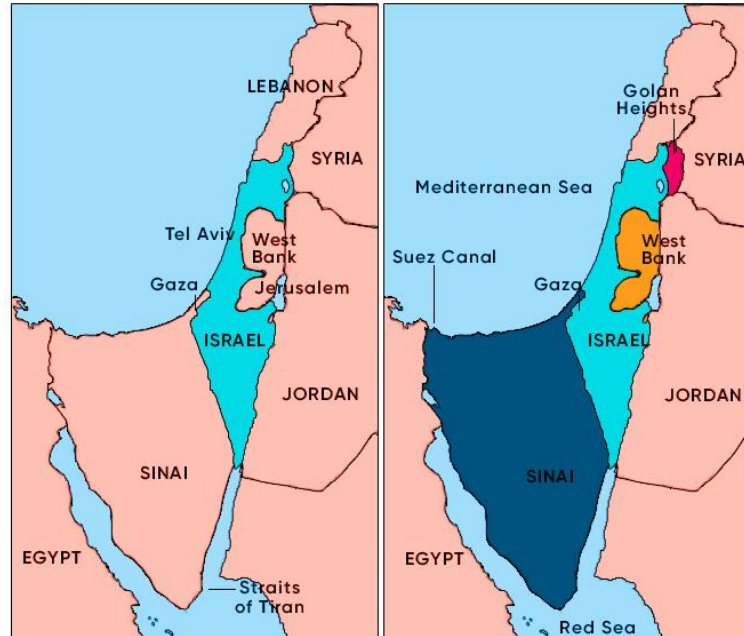 LEBANON
SYRIA
Tel Aviv
West
Bank
Gaza
Jerusalem
ISRAEL
JORDAN
SINAI
EGYPT
Straits
of Tiran
Golan
Heights
SYRIA
Mediterranean Sea
West
Bank
Suez Canal
Gaza
ISRAEL
JORDAN
SINAI
EGYPT
Red Sea